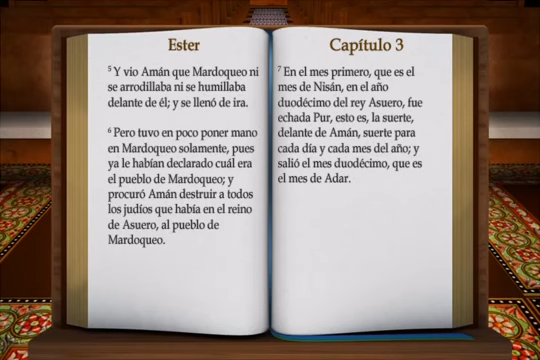 Ester
⁵ Y vio Amán que Mardoqueo ni
se arrodillaba ni se humillaba
delante de él; y se llenó de ira.
⁶ Pero tuvo en poco poner mano
en Mardoqueo solamente, pues
ya le habían declarado cuál era
el pueblo de Mardoqueo; y
procuró Amán destruir a todos
los judíos que había en el reino
de Asuero, al pueblo de
Mardoqueo.
Capítulo 3
⁷ En el mes primero, que es el
mes de Nisán, en el año
duodécimo del rey Asuero, fue
echada Pur, esto es, la suerte,
delante de Amán, suerte para
cada día y cada mes del año; y
salió el mes duodécimo, que es
el mes de Adar.